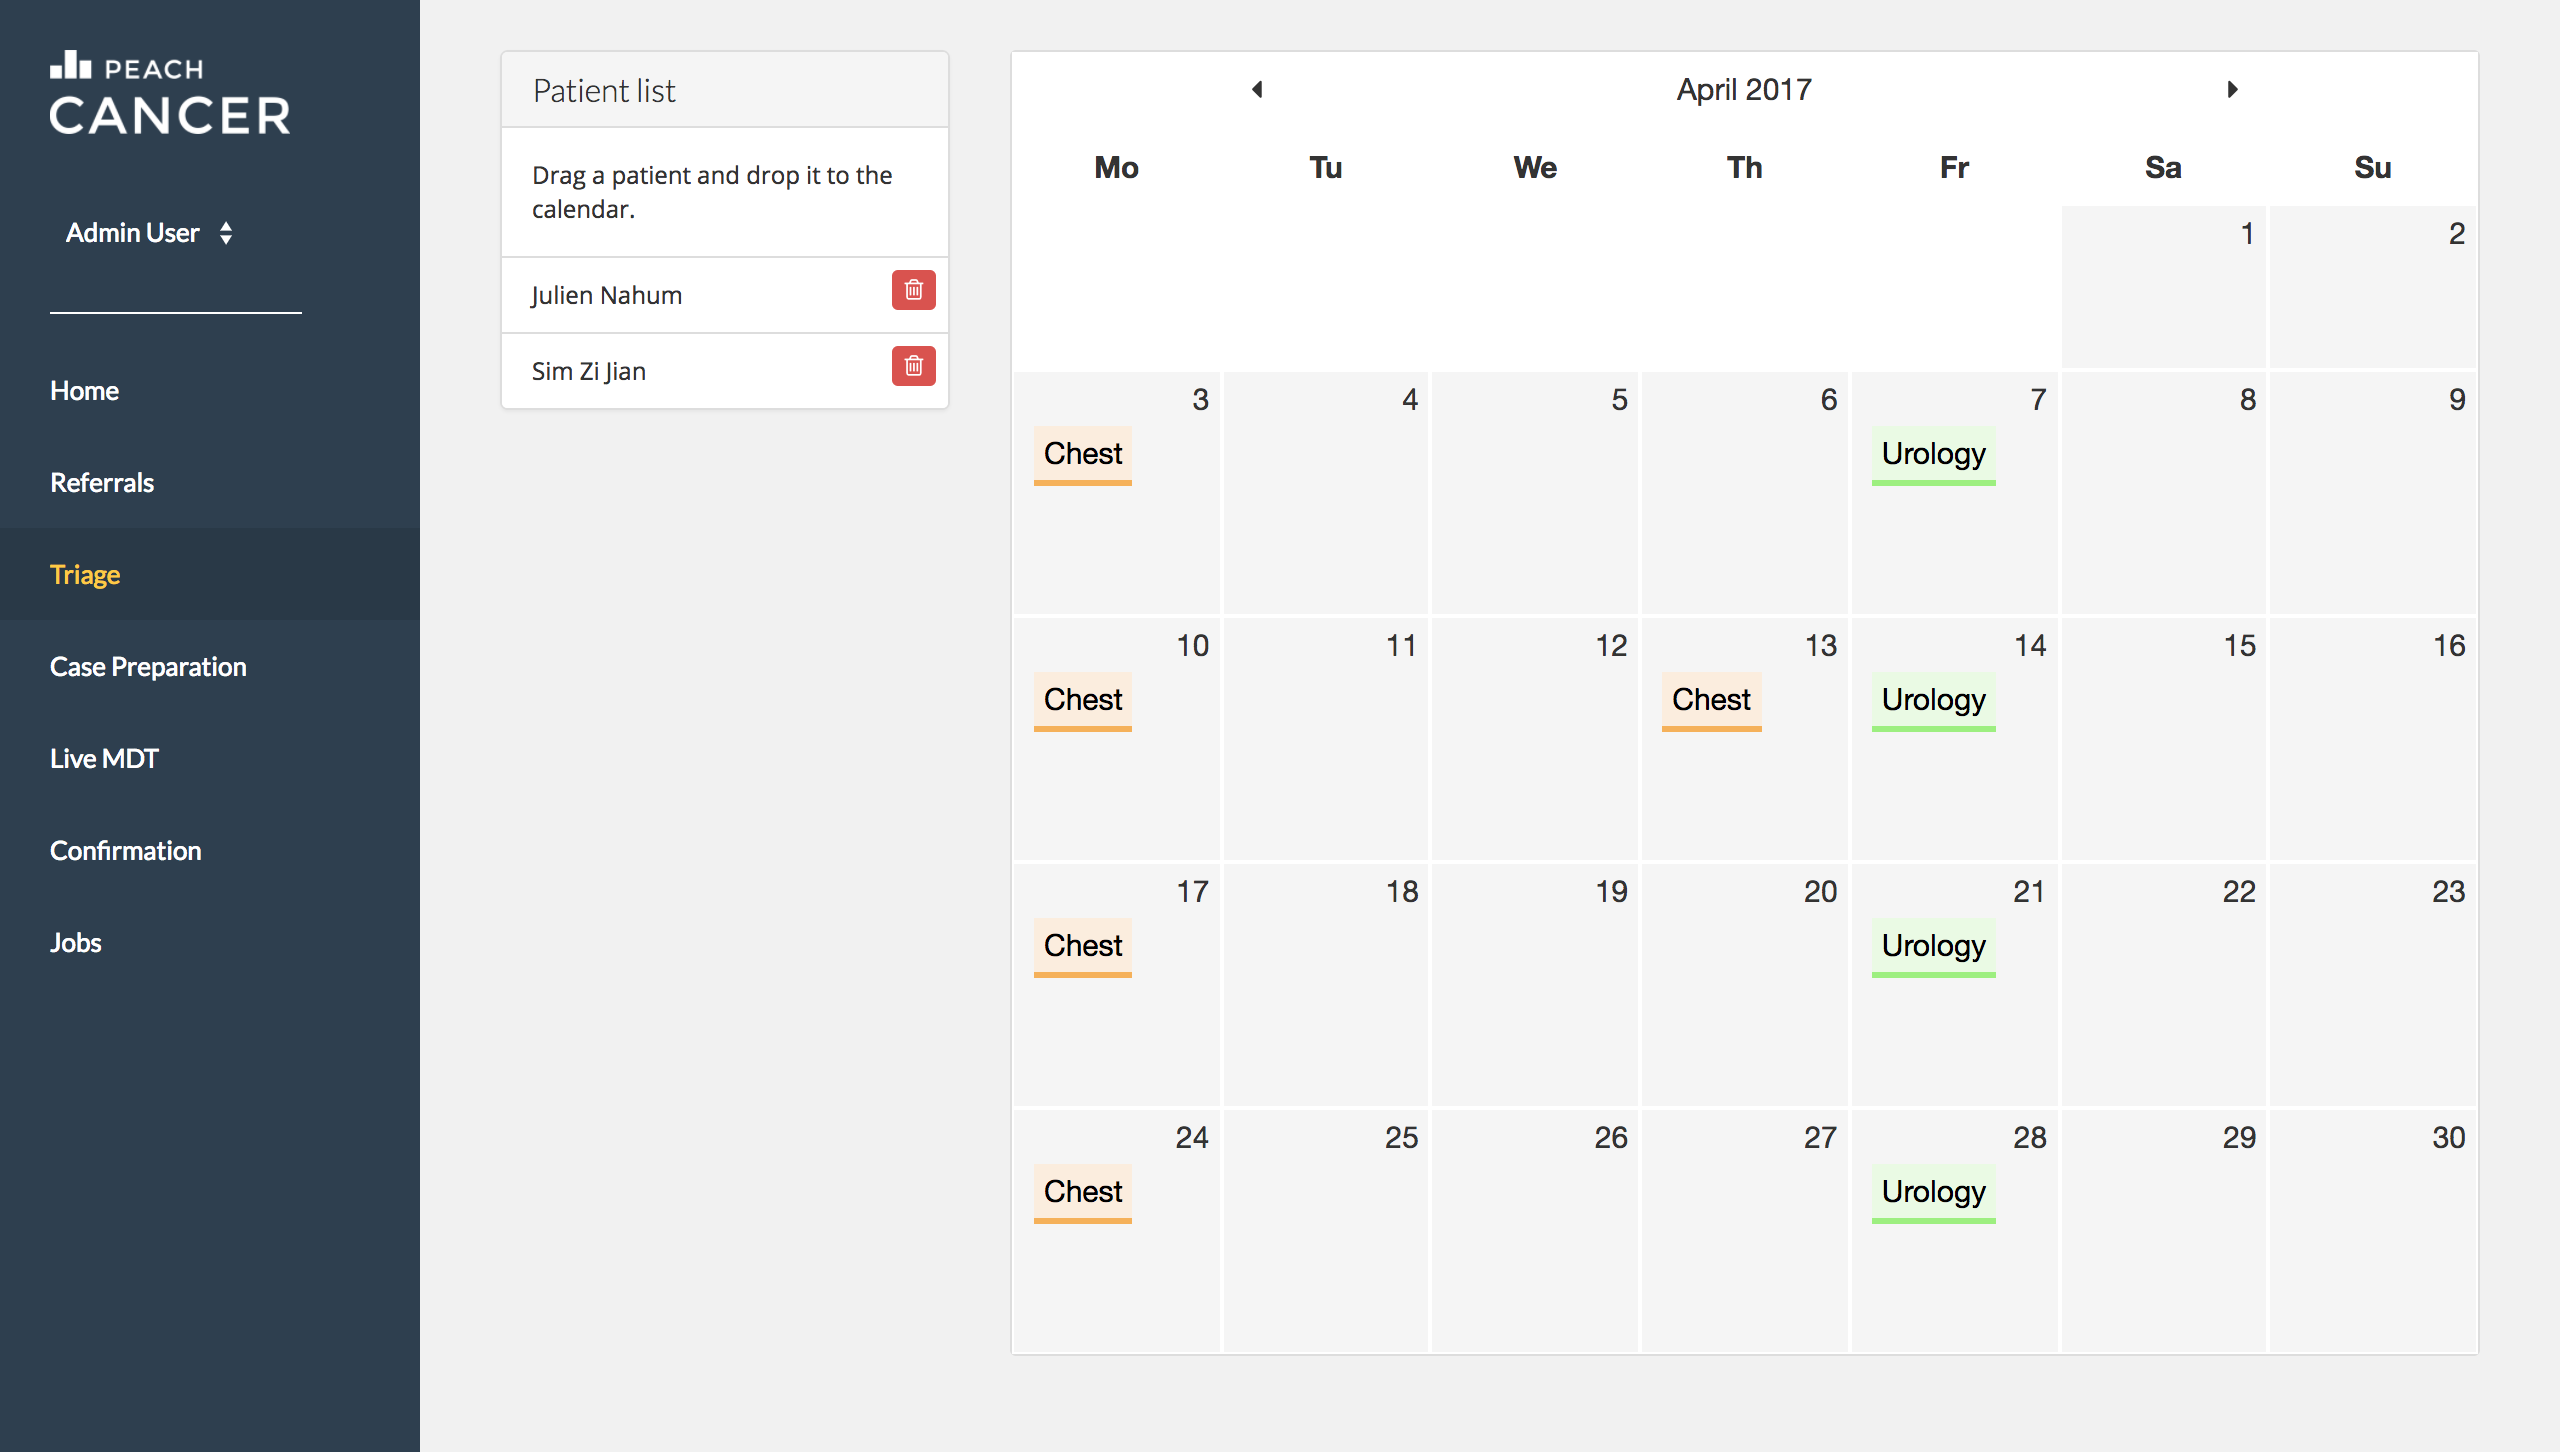 PEACH
CANCER
Admin User
Home
Referrals
Triage
Case Preparation
Live MDT
Confirmation
Jobs
Patient list
Drag a patient and drop it to the
calendar.
Julien Nahum
Sim Zi Jian
April 2017
Mo Tu We Th Fr Sa Su
1 2
3 4 5 6 7 8 9
Chest Urology
10 11 12 13 14 15 16
Chest Chest Urology
17 18 19 20 21 22 23
Chest Urology
24 25 26 27 28 29 30
Chest Urology